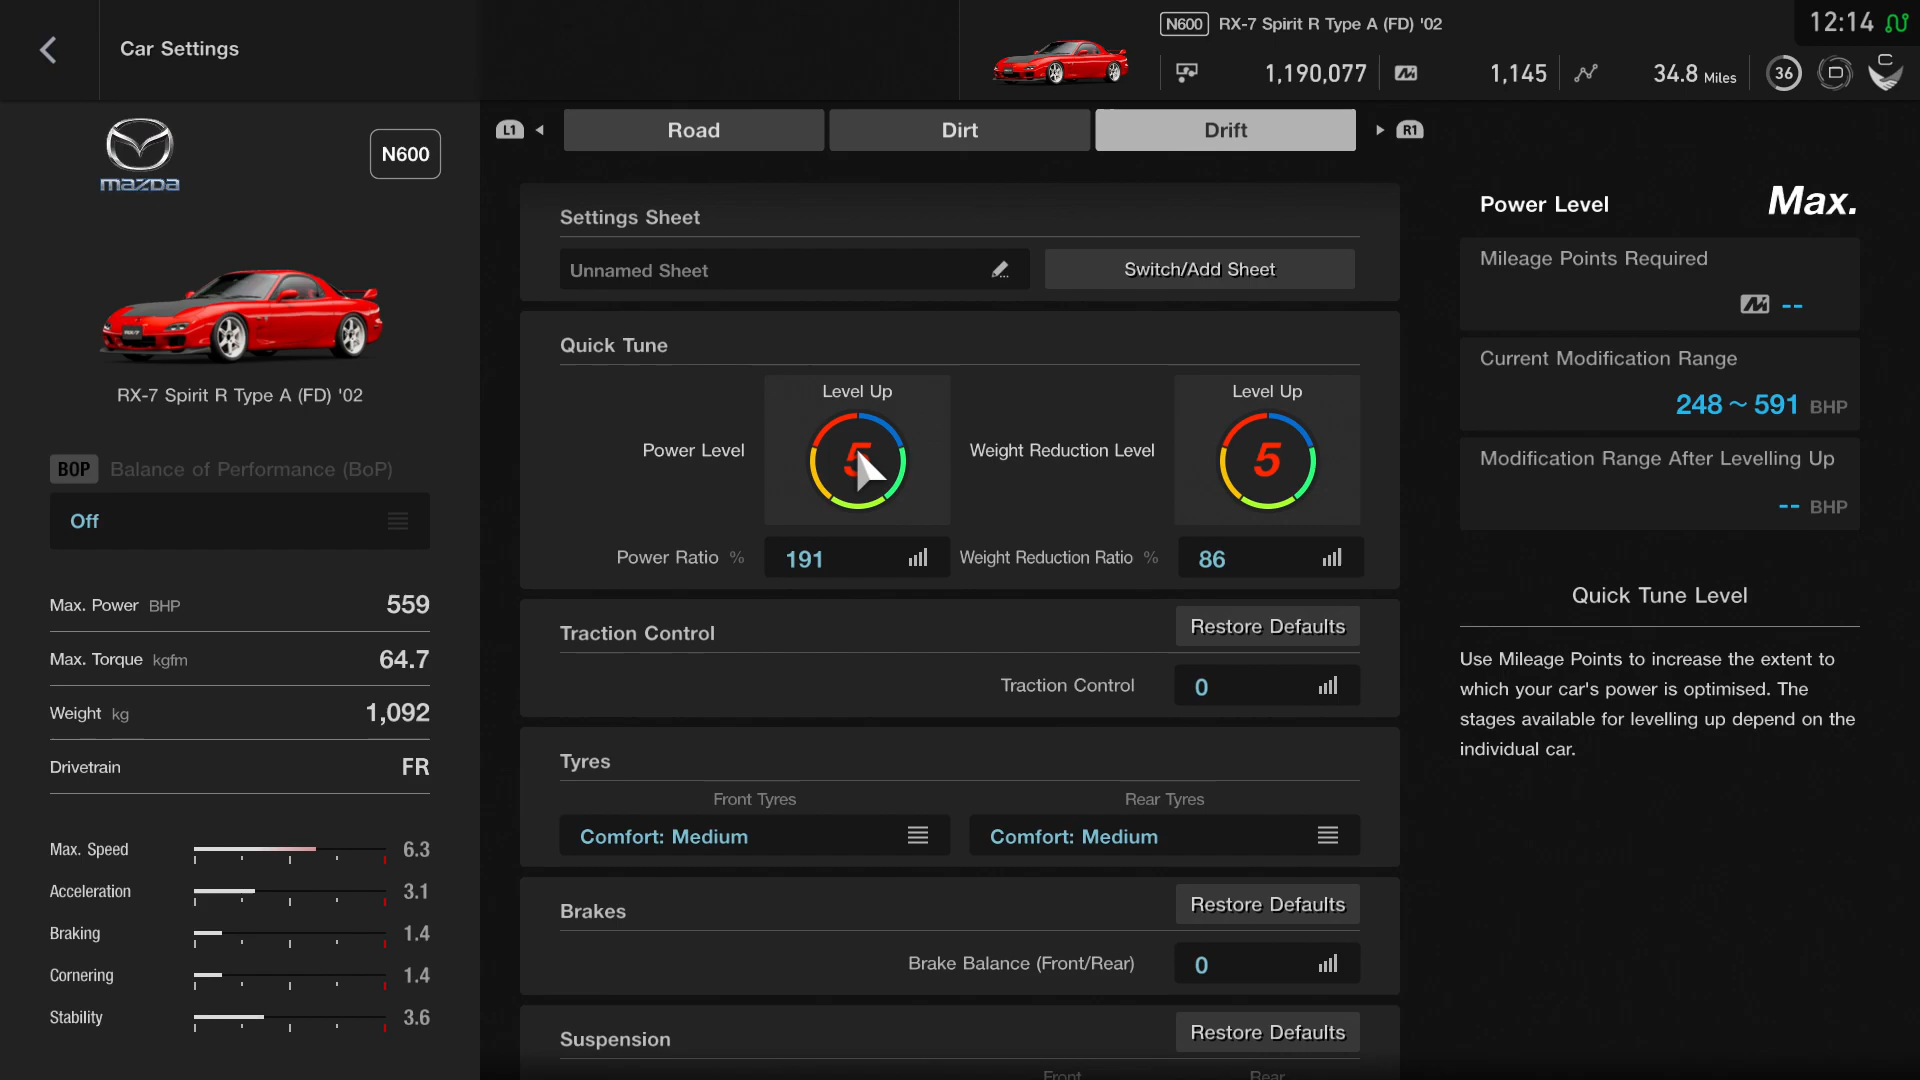 Car Settings
N600 RX-7 Spirit R Type A (FD) '02
12:14
1,190,077
1,145
34.8 Miles
36
D
C
L1
Road
Dirt
Drift
R1
mazda
N600
RX-7 Spirit R Type A (FD) '02
BOP Balance of Performance (BoP)
Off
Max. Power BHP 559
Max. Torque kgfm 64.7
Weight kg 1,092
Drivetrain FR
Max. Speed 6.3
Acceleration 3.1
Braking 1.4
Cornering 1.4
Stability 3.6
Settings Sheet
Unnamed Sheet
Switch/Add Sheet
Quick Tune
Level Up
Level Up
Power Level 5
Weight Reduction Level 5
Power Ratio % 191
Weight Reduction Ratio % 86
Traction Control
Restore Defaults
Traction Control 0
Tyres
Front Tyres
Rear Tyres
Comfort: Medium
Comfort: Medium
Brakes
Restore Defaults
Brake Balance (Front/Rear) 0
Suspension
Restore Defaults
Front
Rear
Power Level Max.
Mileage Points Required
--
Current Modification Range
248 ~ 591 BHP
Modification Range After Levelling Up
-- BHP
Quick Tune Level
Use Mileage Points to increase the extent to
which your car's power is optimised. The
stages available for levelling up depend on the
individual car.